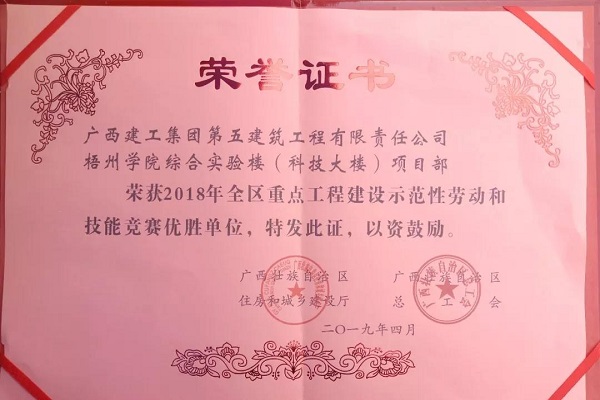 荣誉证书
广西建工集团第五建筑工程有限责任公司
梧州学院综合实验楼（科技大楼）项目部
荣获2018年全区重点工程建设示范性劳动和
技能竞赛优胜单位，特发此证，以资鼓励。
广西壮族自治区 广西壮族自治区
住房和城乡建设厅 总工会
二〇一九年四月